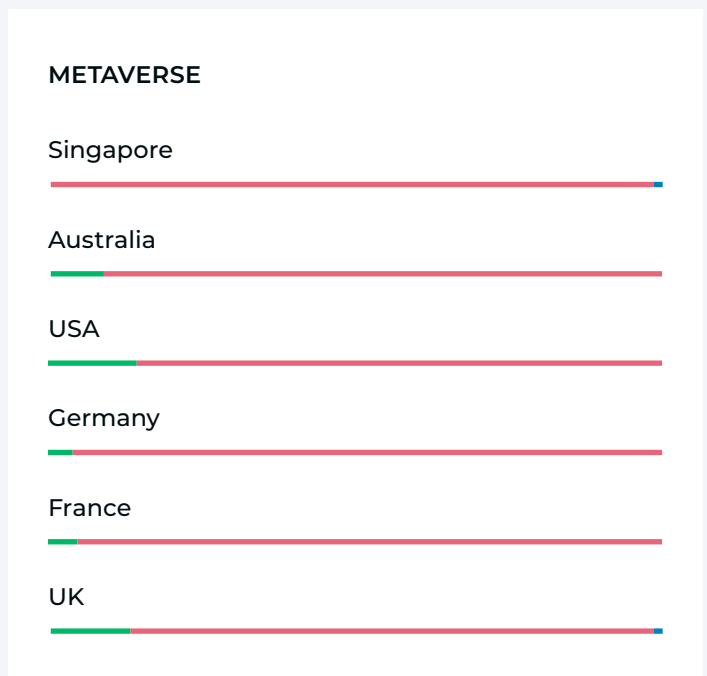 METAVERSE
Singapore
Australia
USA
Germany
France
UK